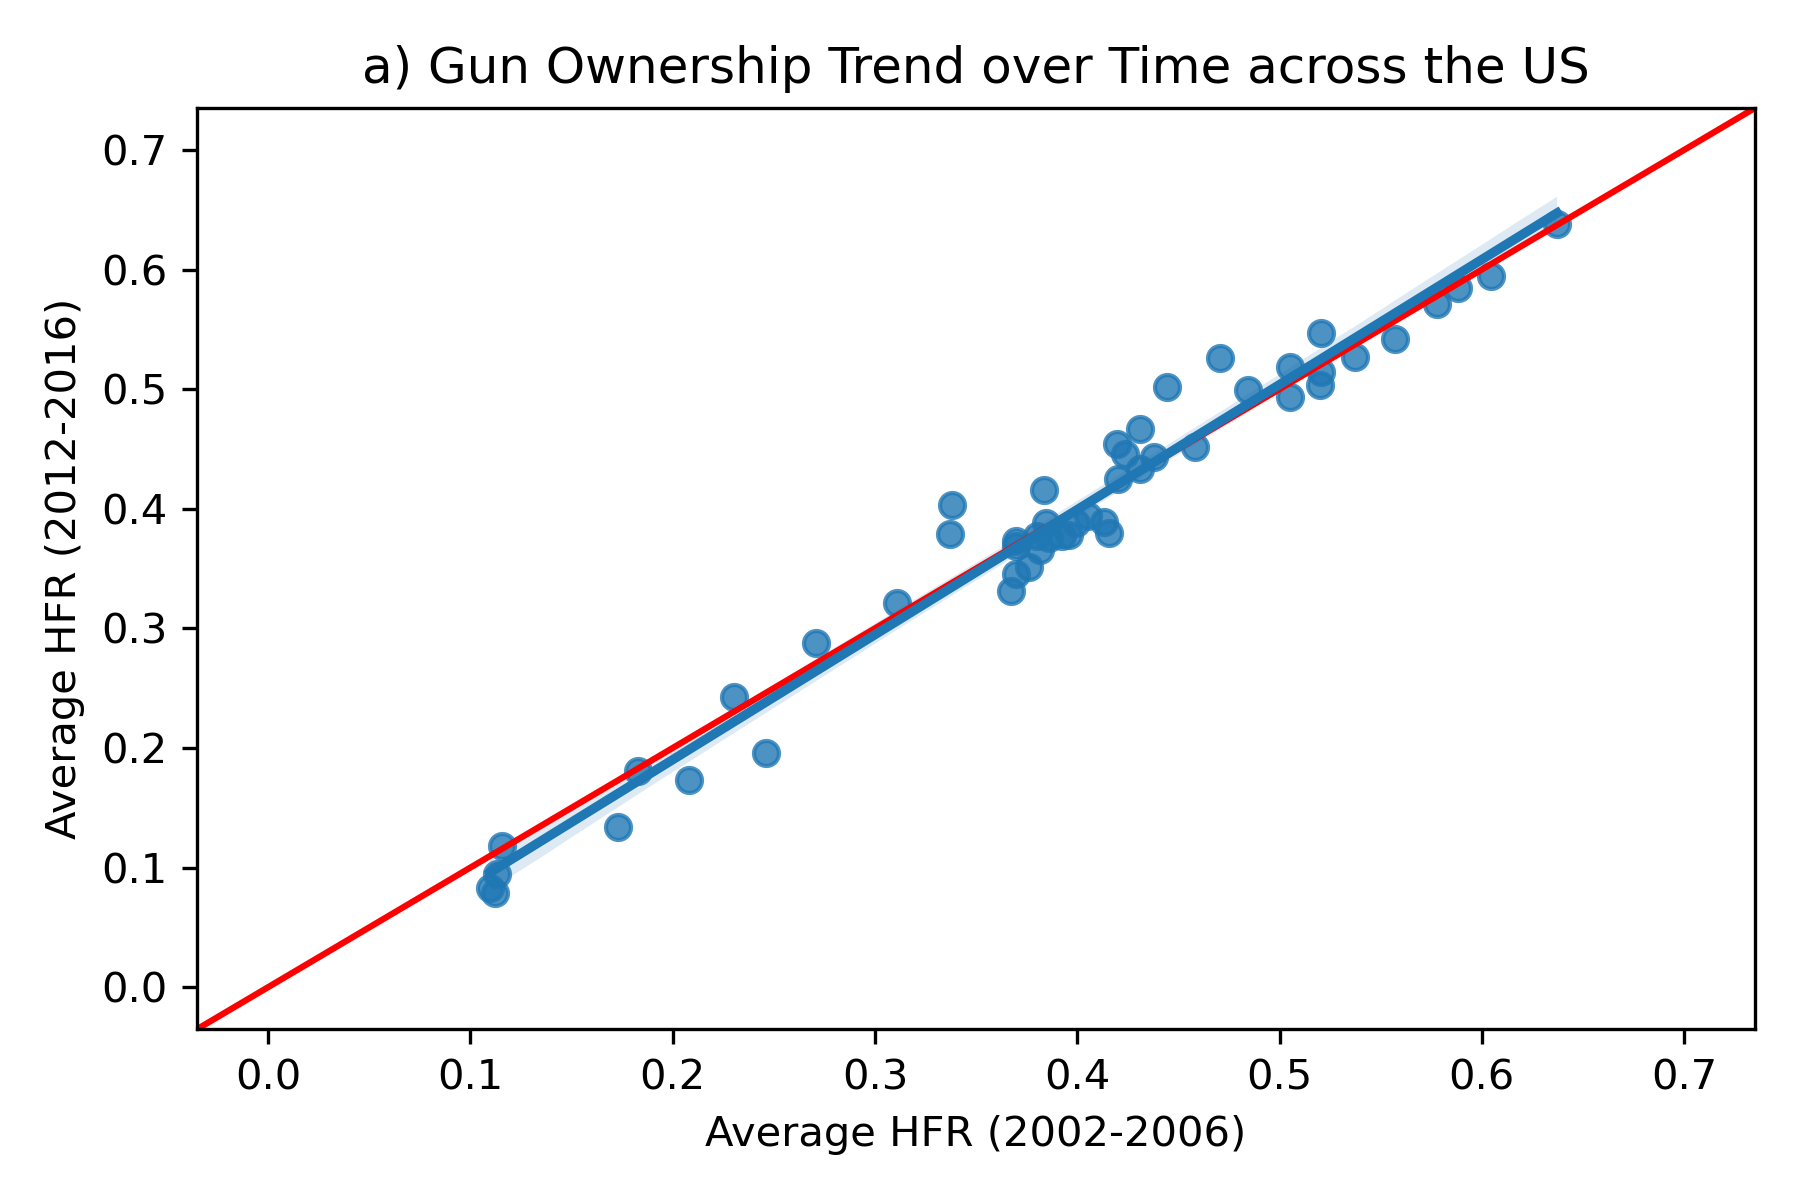 a) Gun Ownership Trend over Time across the US
0.7
0.6
0.5
0.4
0.3
0.2
0.1
0.0
Average HFR (2012-2016)
0.0 0.1 0.2 0.3 0.4 0.5 0.6 0.7
Average HFR (2002-2006)